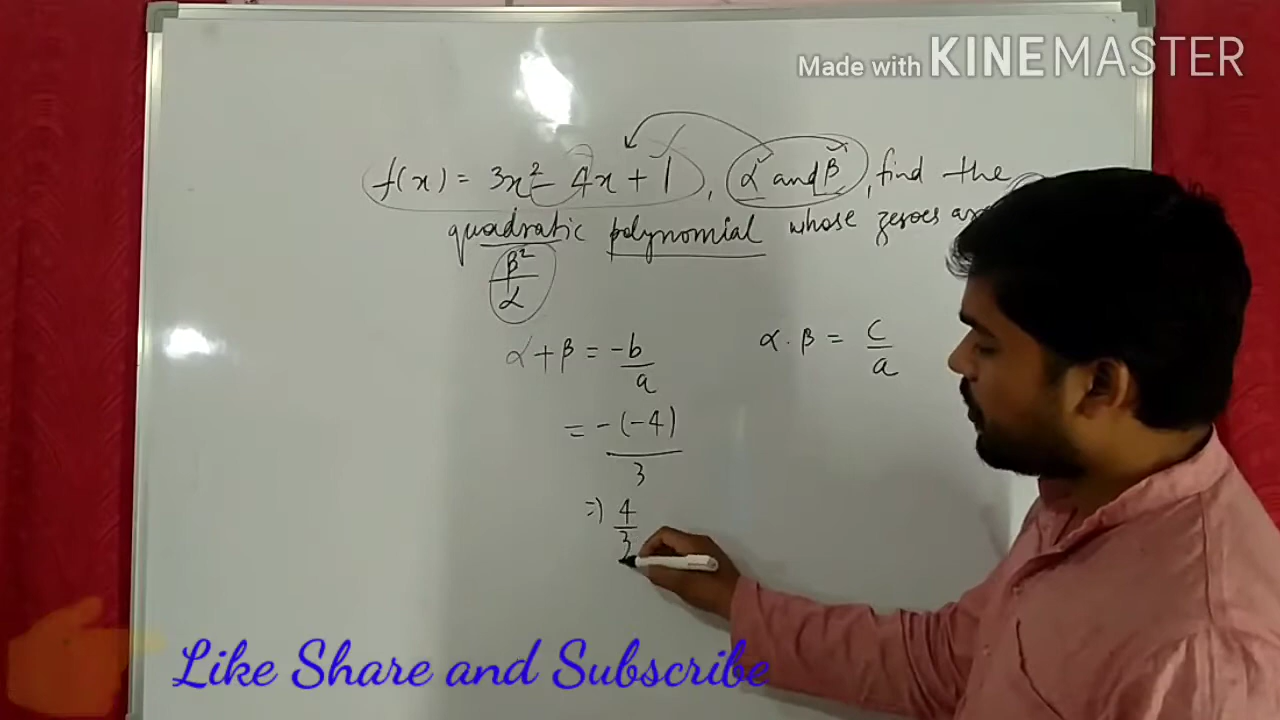 Made with KINEMASTER
f(x) = 3x² - 4x + 1, α and β, find the
quadratic polynomial whose zeroes are
β²/α
α + β = -b/a
α . β = c/a
= -(-4)/3
⇒ 4/3
Like Share and Subscribe